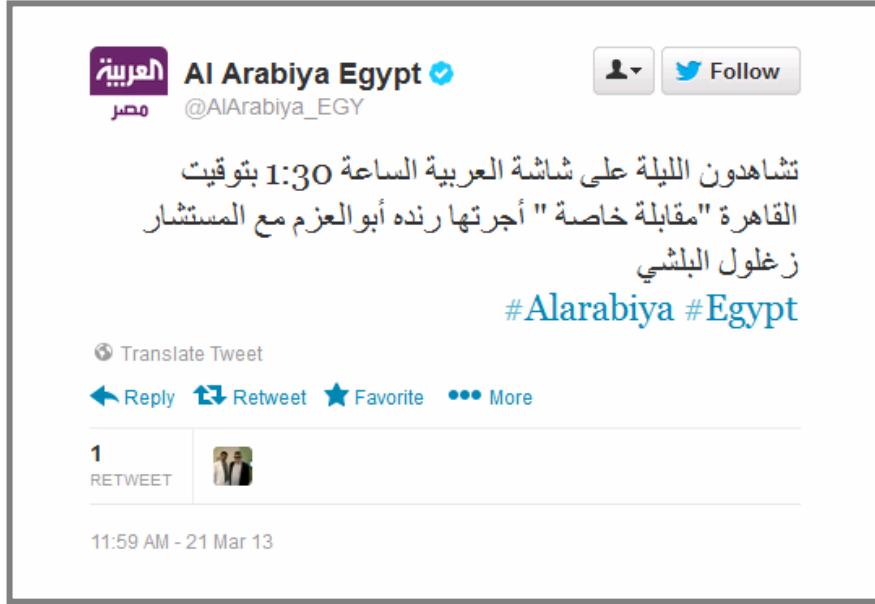 العربية
مصر
Al Arabiya Egypt
@AlArabiya_EGY
Follow
تشاهدون الليلة على شاشة العربية الساعة 1:30 بتوقيت
القاهرة "مقابلة خاصة " أجرتها رنده أبوالعزم مع المستشار
زغلول البلشي
#Alarabiya #Egypt
Translate Tweet
Reply Retweet Favorite More
1
RETWEET
11:59 AM - 21 Mar 13